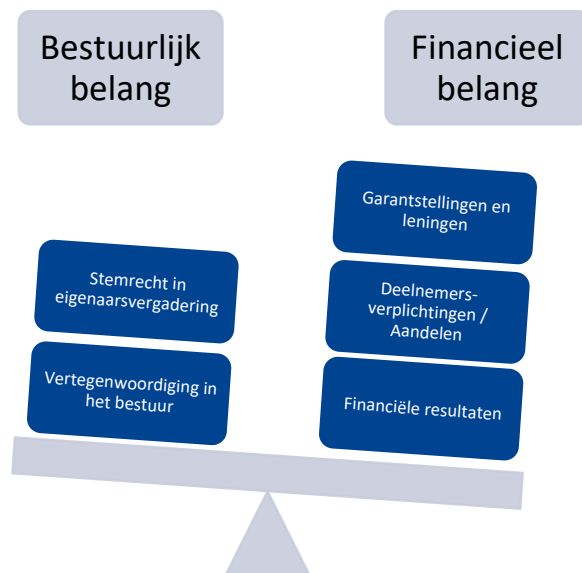 Bestuurlijk
belang
Financieel
belang
Garantstellingen en
leningen
Stemrecht in
eigenaarsvergadering
Deelnemers-
verplichtingen /
Aandelen
Vertegenwoordiging in
het bestuur
Financiële resultaten